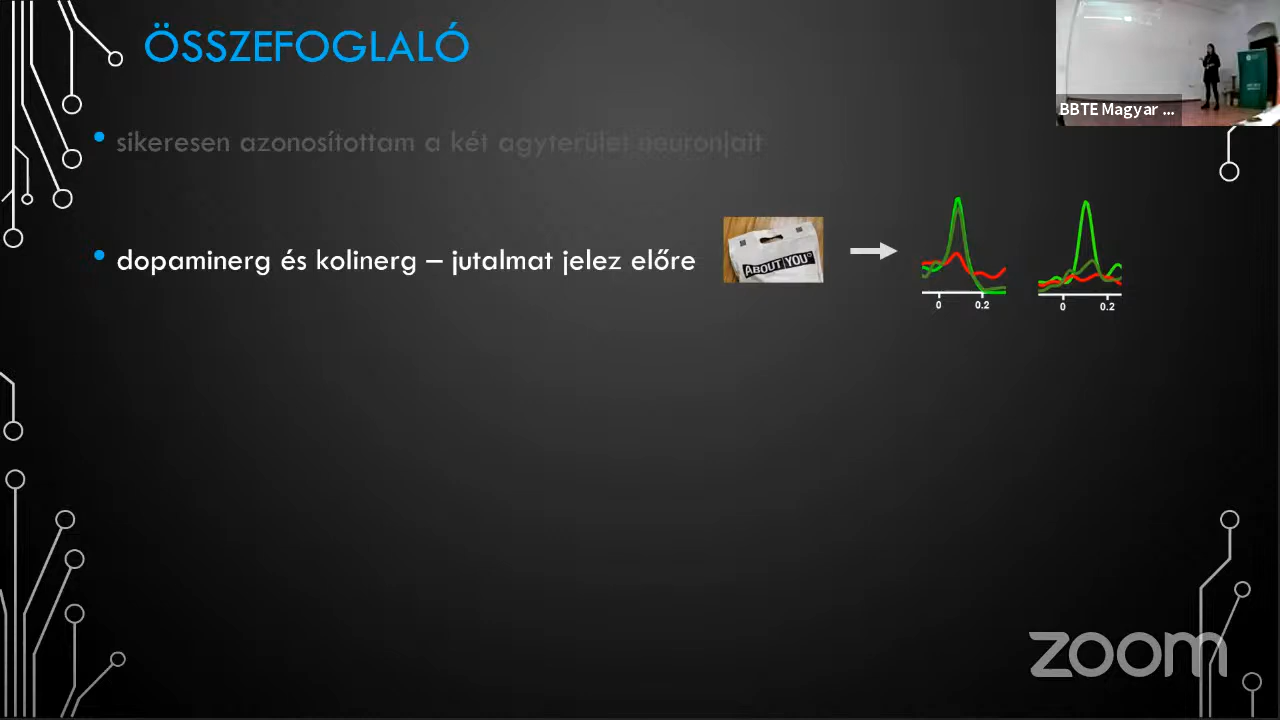 ÖSSZEFOGLALÓ
BBTE Magyar ...
• sikeresen azonosítottam a két agyterület neuronjait
• dopaminerg és kolinerg – jutalmat jelez előre
ABOUT YOU°
0 0.2
0 0.2
zoom